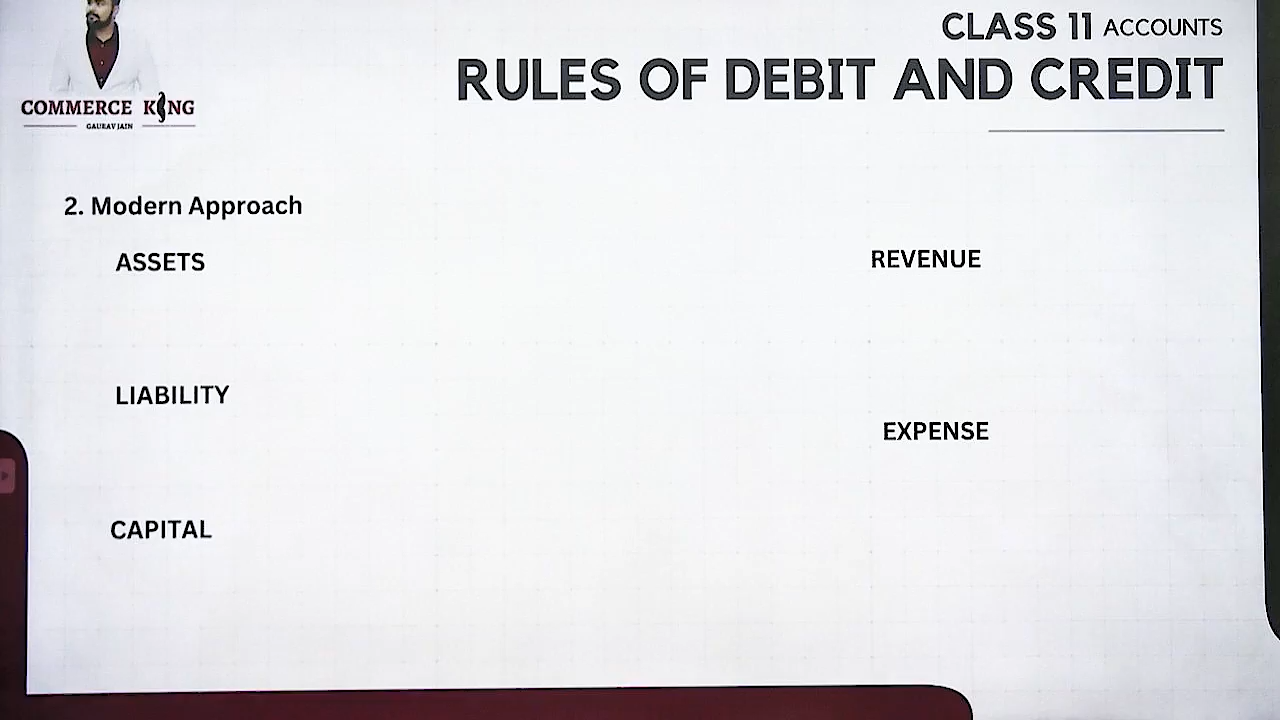 COMMERCE KING
GAURAV JAIN
CLASS 11 ACCOUNTS
RULES OF DEBIT AND CREDIT
2. Modern Approach
ASSETS
REVENUE
LIABILITY
EXPENSE
CAPITAL